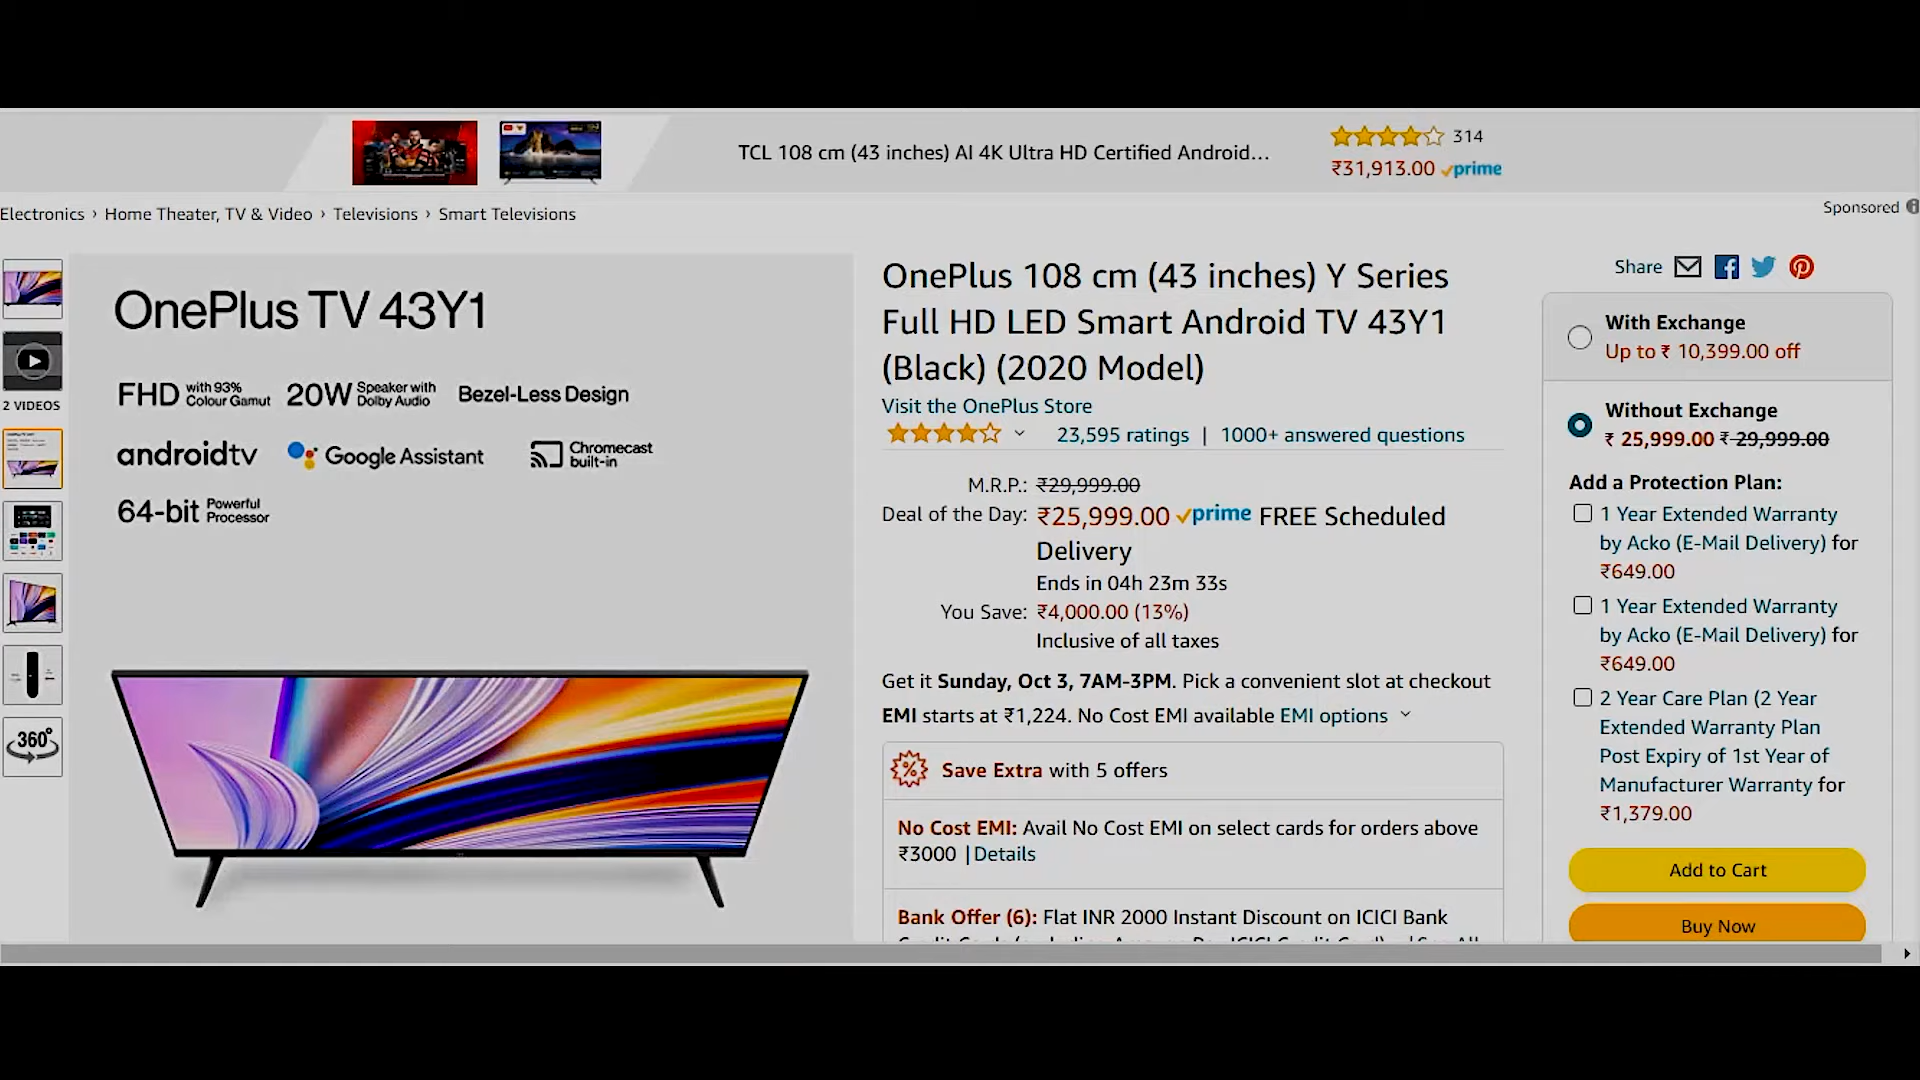 TCL 108 cm (43 inches) AI 4K Ultra HD Certified Android...
314
₹31,913.00 prime
Electronics › Home Theater, TV & Video › Televisions › Smart Televisions
Sponsored
2 VIDEOS
360°
OnePlus TV 43Y1
FHD with 93% Colour Gamut
20W Speaker with Dolby Audio
Bezel-Less Design
androidtv
Google Assistant
Chromecast built-in
64-bit Powerful Processor
OnePlus 108 cm (43 inches) Y Series
Full HD LED Smart Android TV 43Y1
(Black) (2020 Model)
Visit the OnePlus Store
23,595 ratings | 1000+ answered questions
M.R.P.: ₹29,999.00
Deal of the Day: ₹25,999.00 prime FREE Scheduled
Delivery
Ends in 04h 23m 33s
You Save: ₹4,000.00 (13%)
Inclusive of all taxes
Get it Sunday, Oct 3, 7AM-3PM. Pick a convenient slot at checkout
EMI starts at ₹1,224. No Cost EMI available EMI options
Save Extra with 5 offers
No Cost EMI: Avail No Cost EMI on select cards for orders above
₹3000 | Details
Bank Offer (6): Flat INR 2000 Instant Discount on ICICI Bank
Share
With Exchange
Up to ₹ 10,399.00 off
Without Exchange
₹ 25,999.00 ₹ 29,999.00
Add a Protection Plan:
1 Year Extended Warranty
by Acko (E-Mail Delivery) for
₹649.00
1 Year Extended Warranty
by Acko (E-Mail Delivery) for
₹649.00
2 Year Care Plan (2 Year
Extended Warranty Plan
Post Expiry of 1st Year of
Manufacturer Warranty for
₹1,379.00
Add to Cart
Buy Now